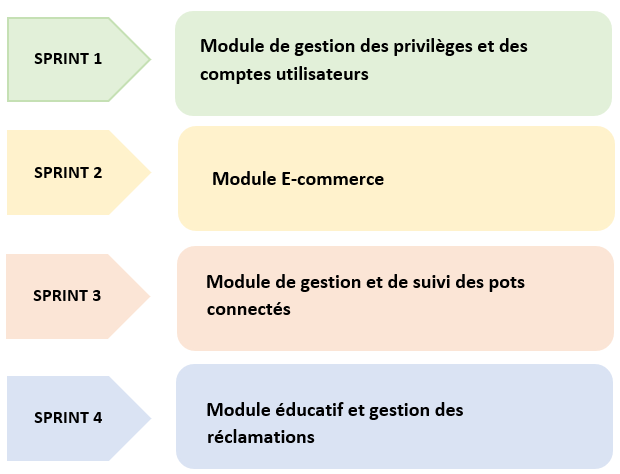 SPRINT 1
Module de gestion des privilèges et des
comptes utilisateurs
SPRINT 2
Module E-commerce
SPRINT 3
Module de gestion et de suivi des pots
connectés
SPRINT 4
Module éducatif et gestion des
réclamations